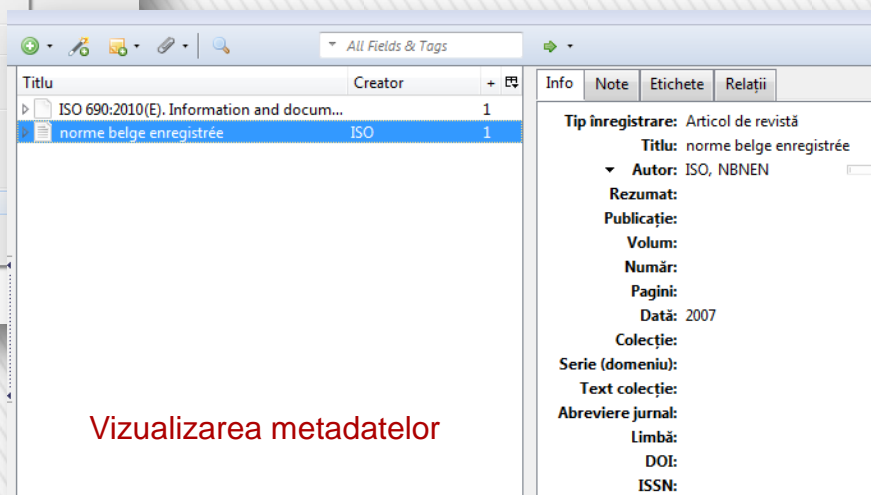 All Fields & Tags
Titlu Creator + 
ISO 690:2010(E). Information and docum... 1
norme belge enregistrée ISO 1
Vizualizarea metadatelor
Info Note Etichete Relații
Tip înregistrare: Articol de revistă
Titlu: norme belge enregistrée
Autor: ISO, NBNEN
Rezumat:
Publicație:
Volum:
Număr:
Pagini:
Dată: 2007
Colecție:
Serie (domeniu):
Text colecție:
Abreviere jurnal:
Limbă:
DOI:
ISSN: